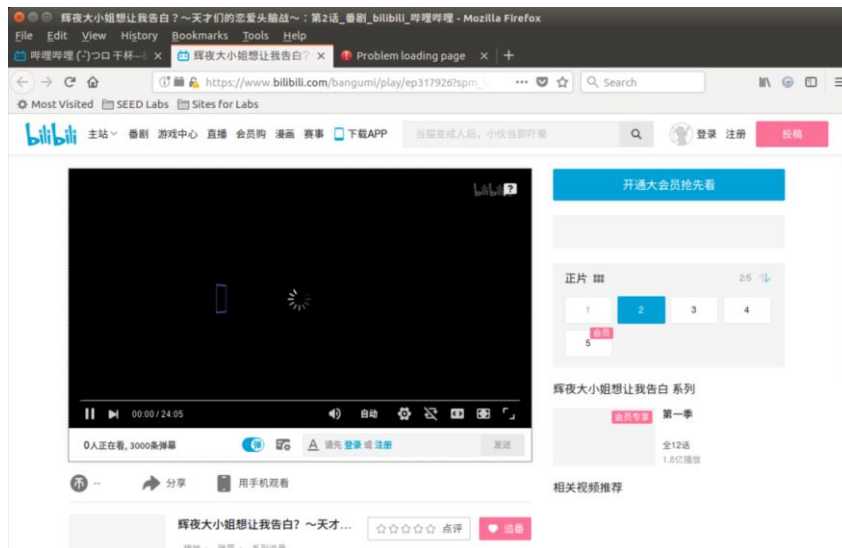 辉夜大小姐想让我告白？～天才们的恋爱头脑战～：第2话_番剧_bilibili_哔哩哔哩 - Mozilla Firefox
File Edit View History Bookmarks Tools Help
哔哩哔哩 (゜-゜)つロ 干杯~-b
辉夜大小姐想让我告白？
Problem loading page
https://www.bilibili.com/bangumi/play/ep317926?spm_
Search
Most Visited SEED Labs Sites for Labs
bilibili 主站 番剧 游戏中心 直播 会员购 漫画 赛事 下载APP
登录 注册 投稿
bilibili
开通大会员抢先看
正片 2/5
1 2 3 4
会员
5
00:00 / 24:05 自动
0人正在看, 3000条弹幕
弹
请先 登录 或 注册 发送
辉夜大小姐想让我告白 系列
会员专享 第一季
全12话
1.8亿播放
-- 分享 用手机观看
相关视频推荐
辉夜大小姐想让我告白？～天才...
点评 追番